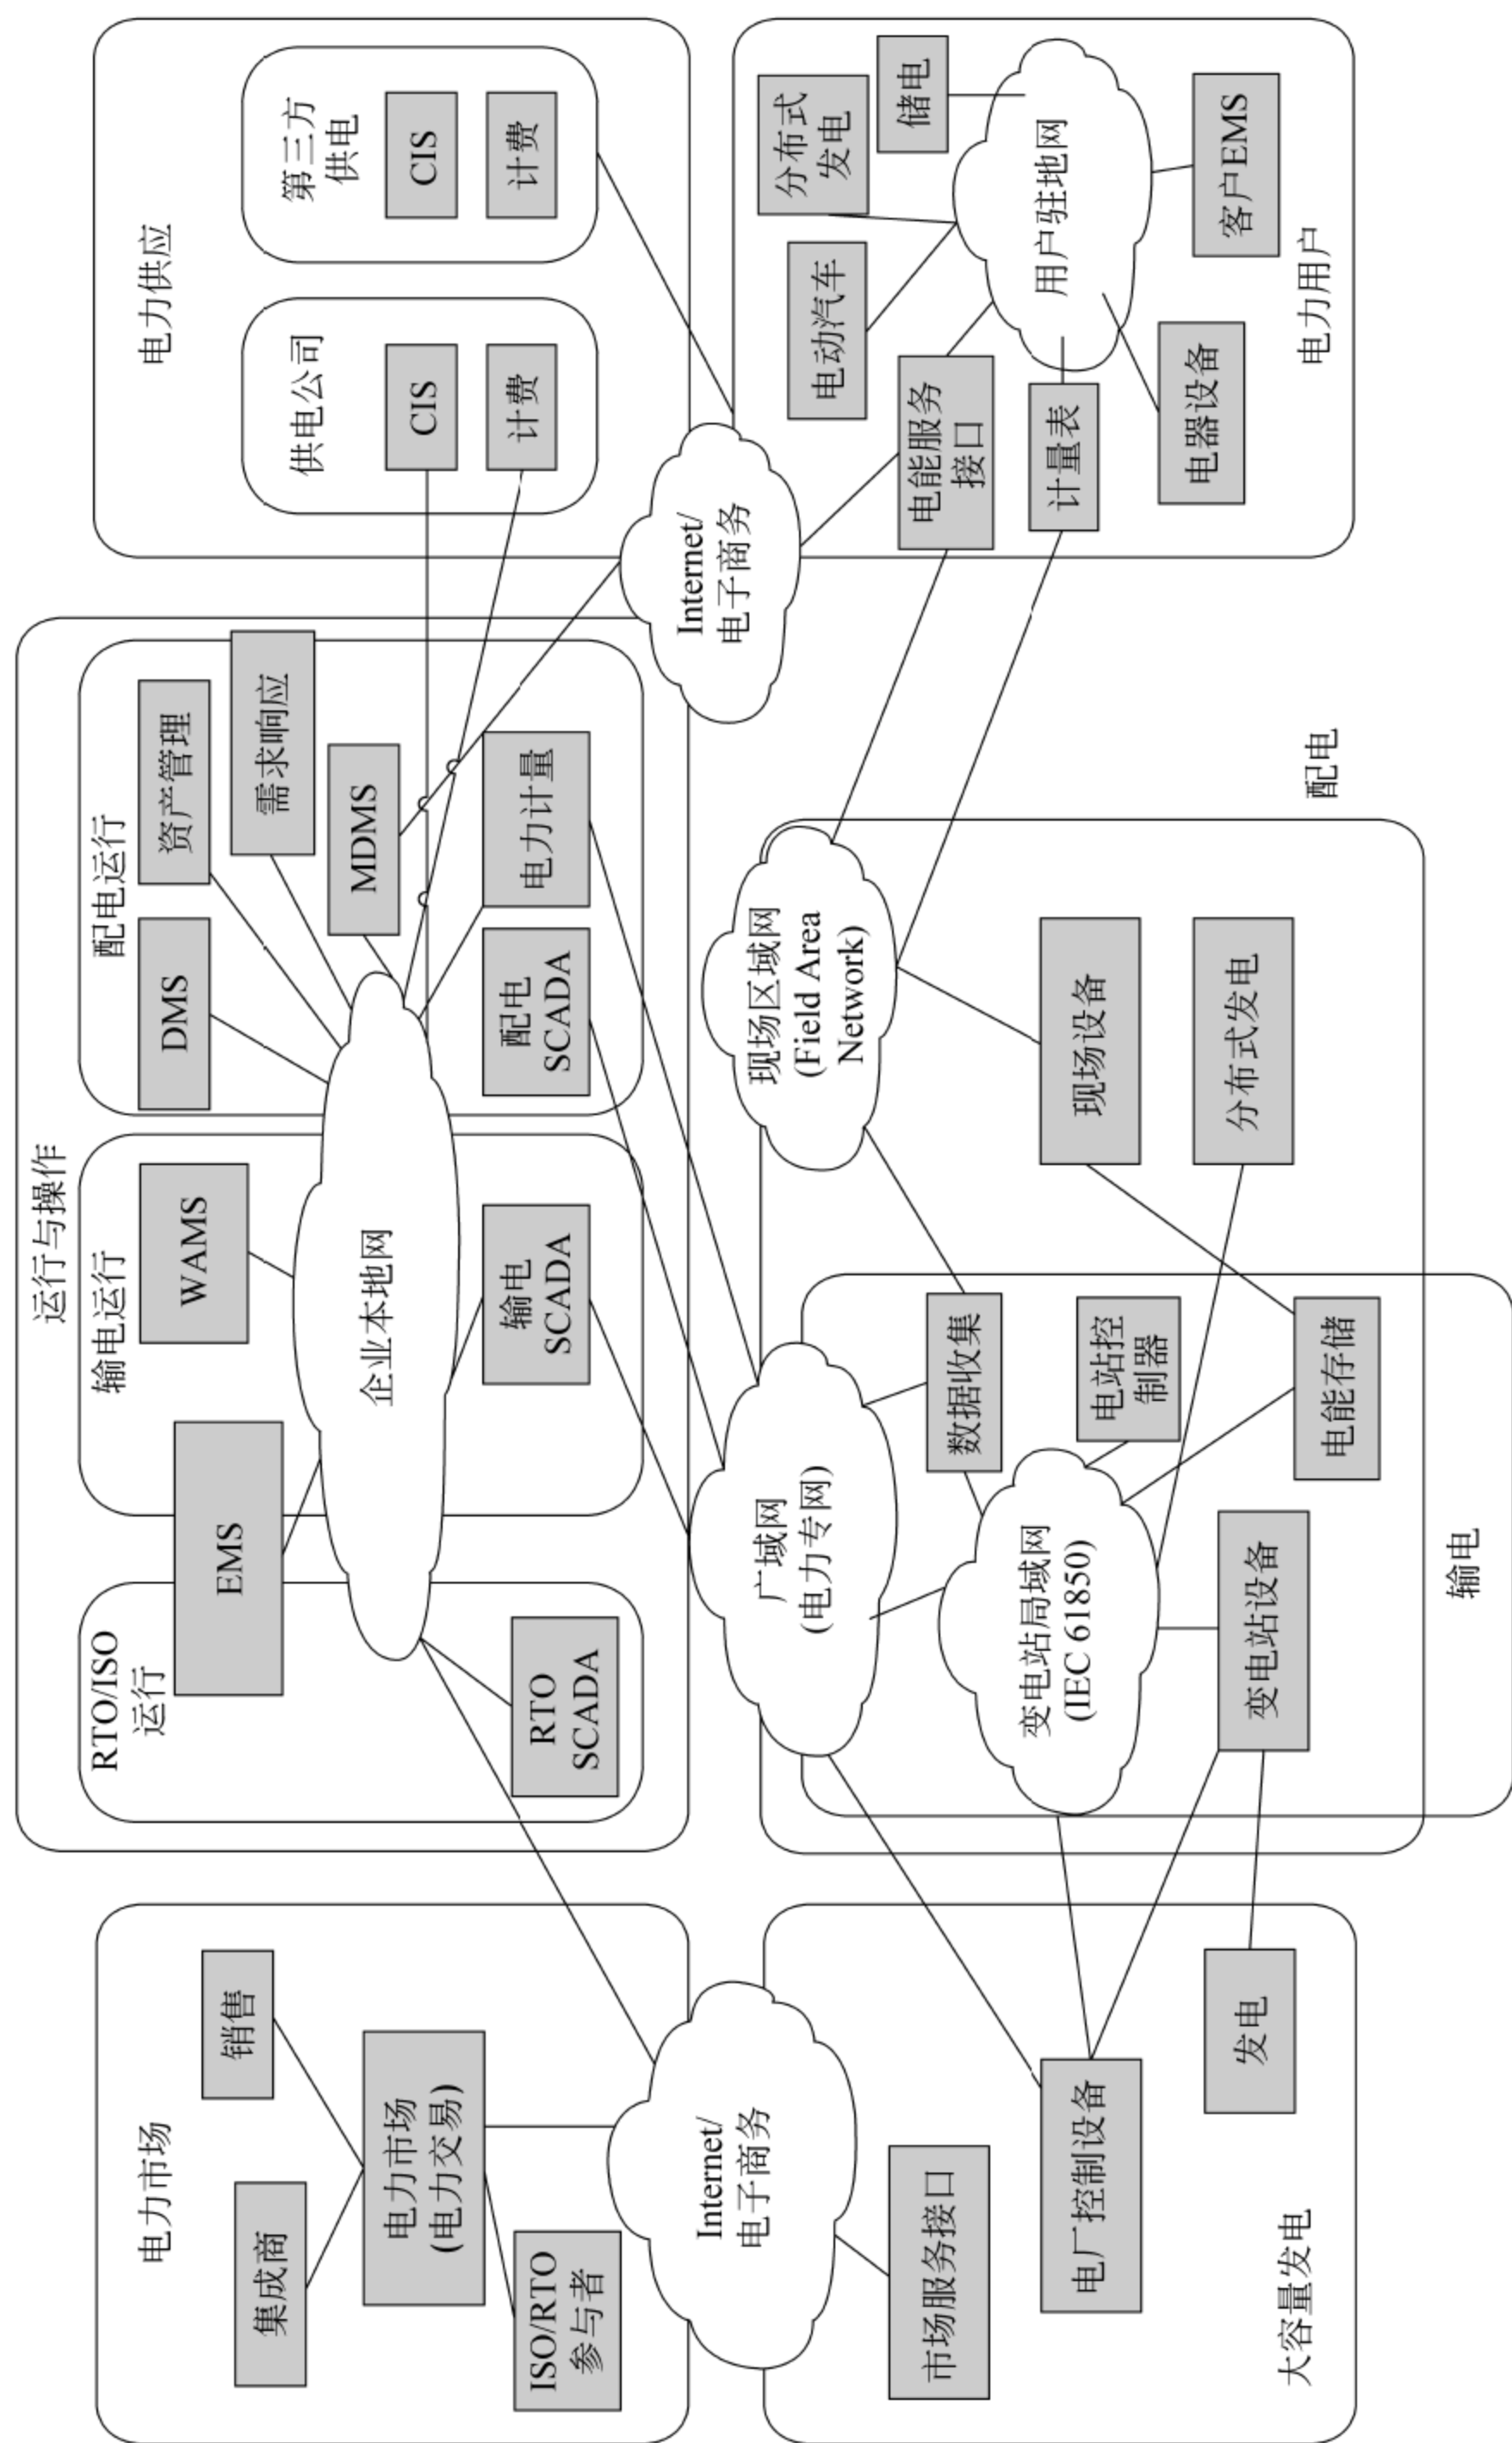 电力市场
集成商
销售
电力市场
(电力交易)
ISO/RTO
参与者
运行与操作
RTO/ISO
运行
EMS
RTO
SCADA
输电运行
WAMS
输电
SCADA
企业本地网
配电运行
DMS
资产管理
需求响应
MDMS
配电
SCADA
电力计量
电力供应
供电公司
CIS
计费
第三方
供电
CIS
计费
Internet/
电子商务
Internet/
电子商务
市场服务接口
电厂控制设备
发电
大容量发电
广域网
(电力专网)
变电站局域网
(IEC 61850)
数据收集
电站控
制器
变电站设备
电能存储
输电
现场区域网
(Field Area
Network)
现场设备
分布式发电
配电
电能服务
接口
计量表
电动汽车
分布式
发电
储电
用户驻地网
电器设备
客户EMS
电力用户